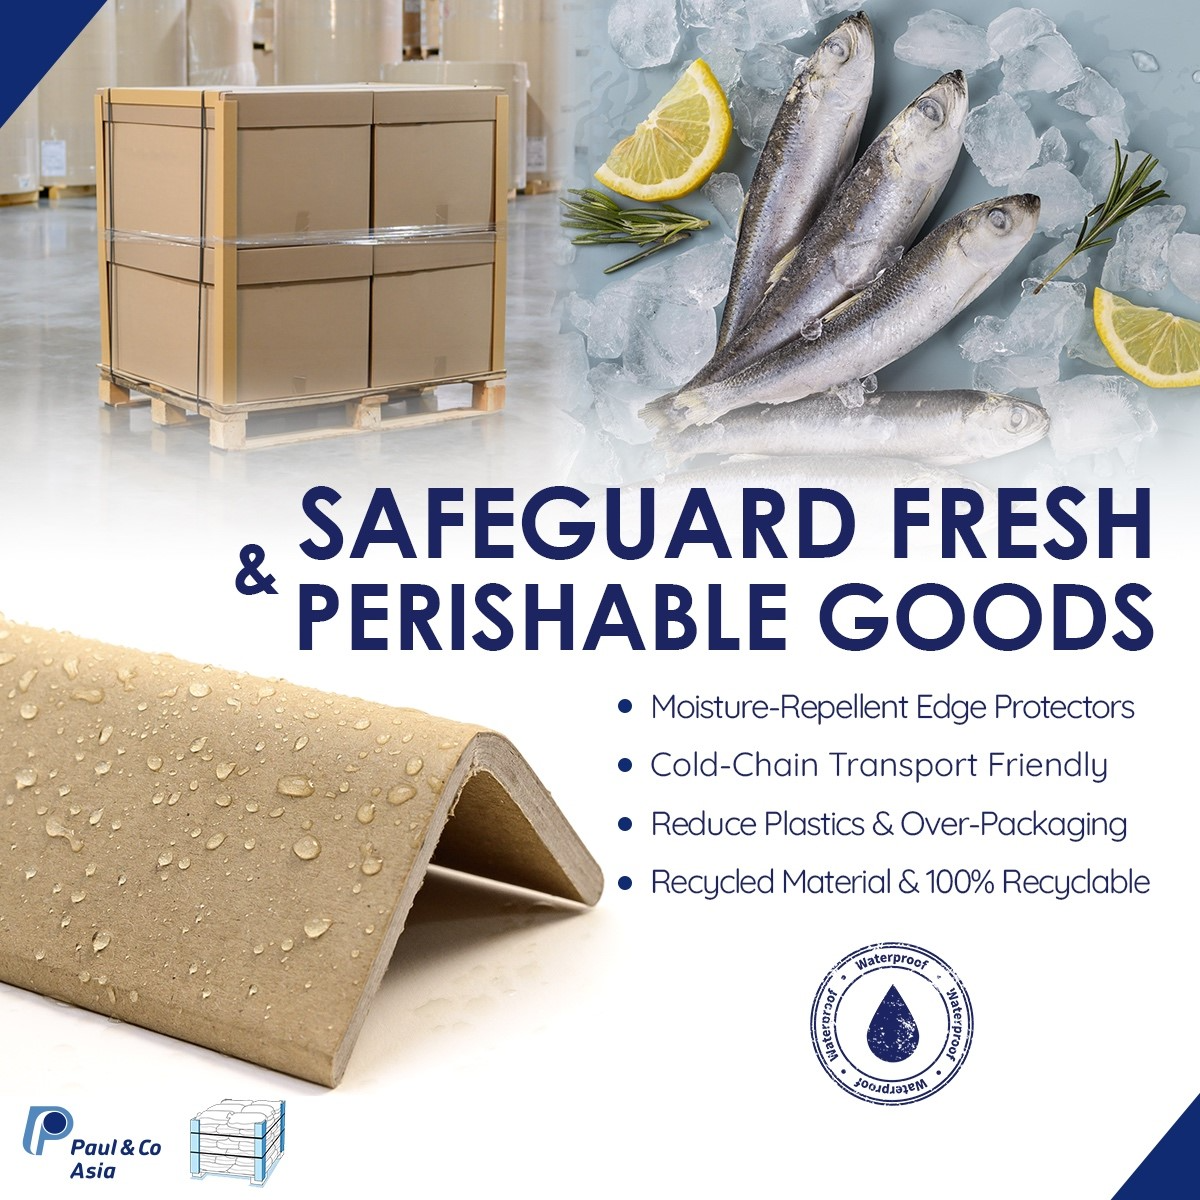 SAFEGUARD FRESH
& PERISHABLE GOODS
• Moisture-Repellent Edge Protectors
• Cold-Chain Transport Friendly
• Reduce Plastics & Over-Packaging
• Recycled Material & 100% Recyclable
Waterproof • Waterproof • Waterproof • Waterproof •
Paul & Co
Asia